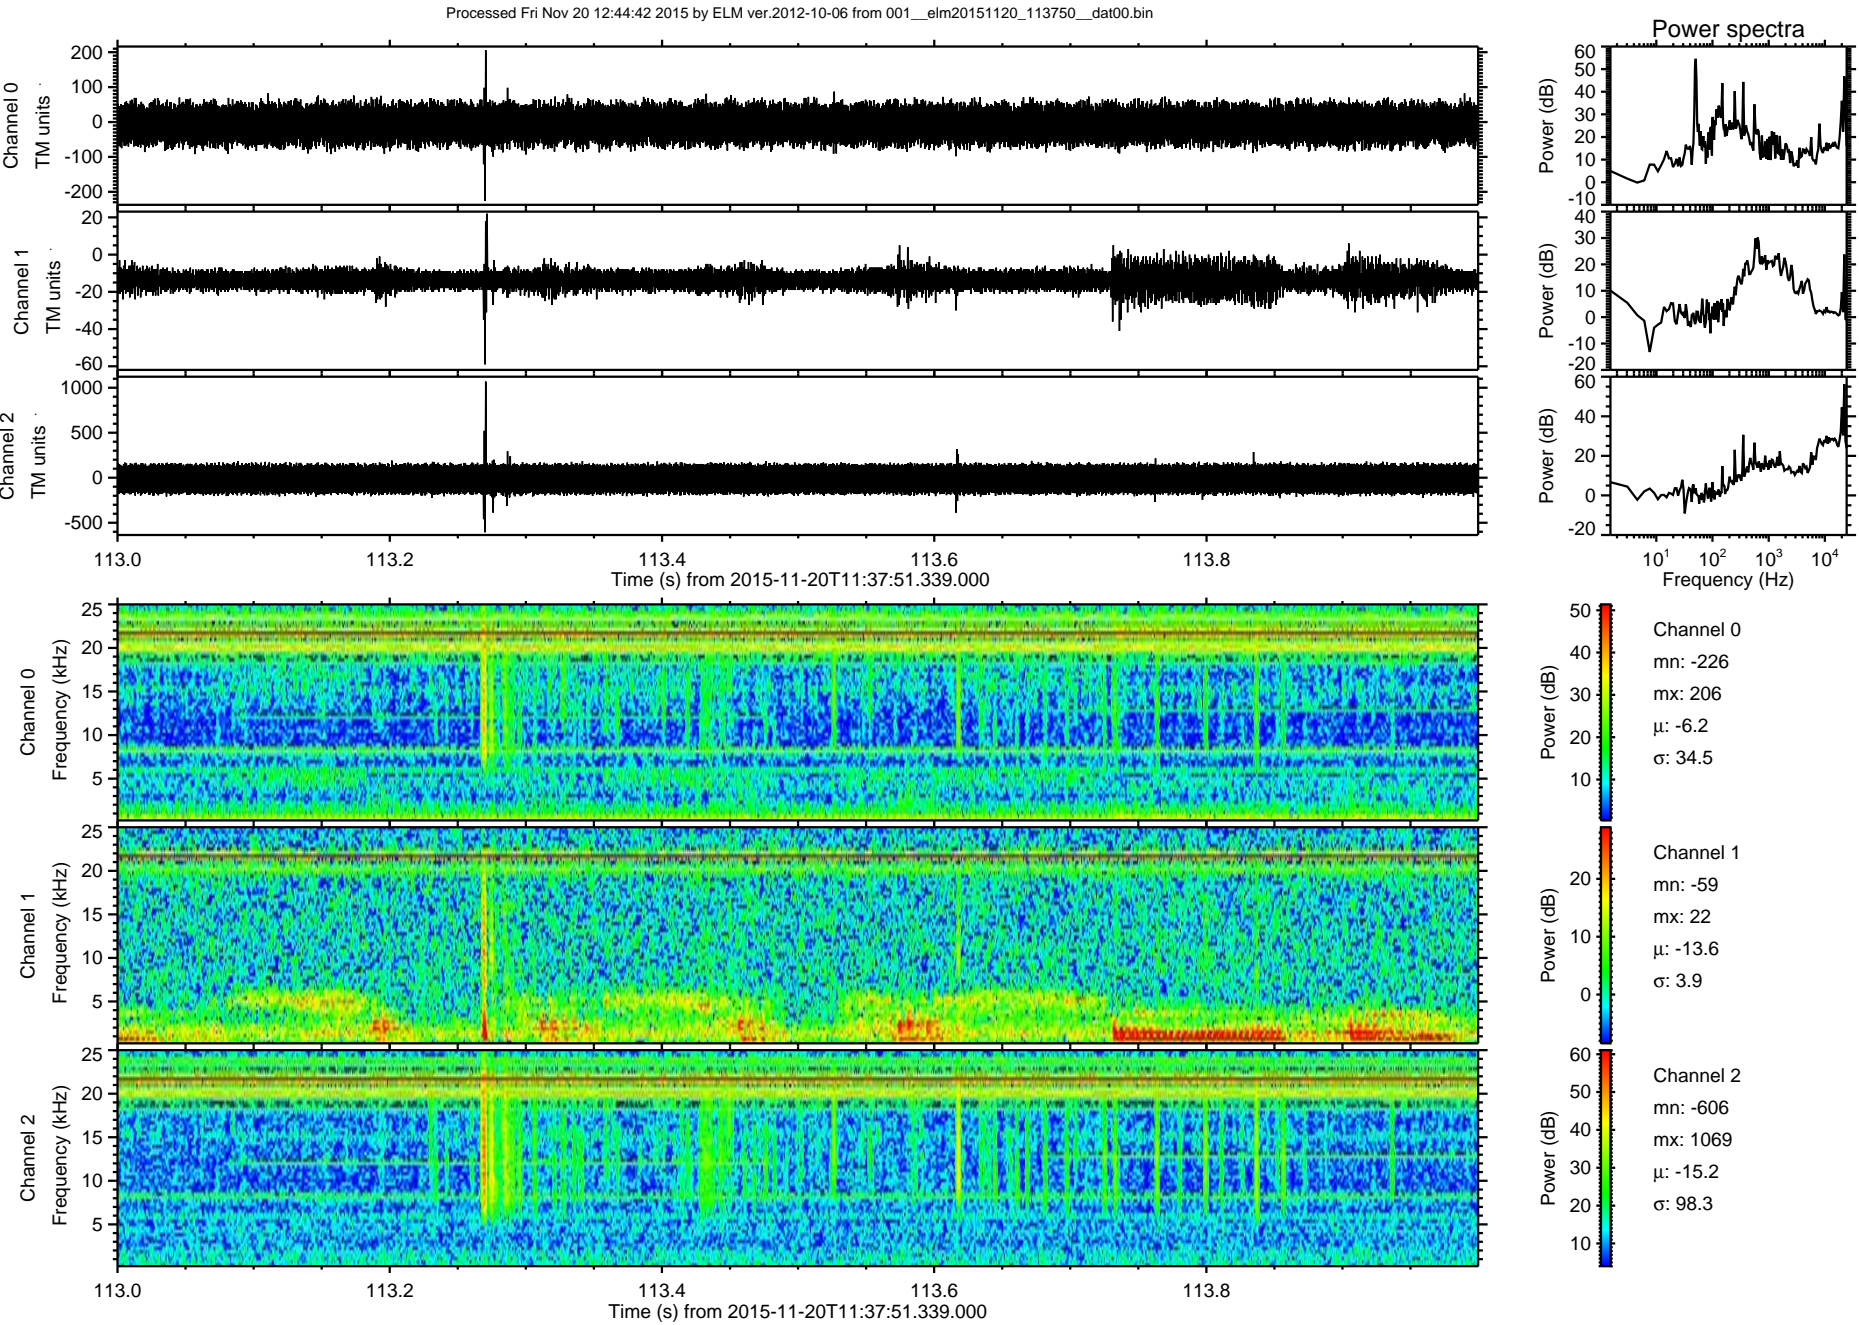 Processed Fri Nov 20 12:44:42 2015 by ELM ver.2012-10-06 from 001__elm20151120_113750__dat00.bin
Power spectra
Channel 0
TM units
200
100
0
-100
-200
Power (dB)
60
50
40
30
20
10
0
-10
Channel 1
TM units
20
0
-20
-40
-60
Power (dB)
40
30
20
10
0
-10
-20
Channel 2
TM units
1000
500
0
-500
Power (dB)
60
40
20
0
-20
113.0 113.2 113.4 113.6 113.8
Time (s) from 2015-11-20T11:37:51.339.000
10¹ 10² 10³ 10⁴
Frequency (Hz)
Channel 0
Frequency (kHz)
25
20
15
10
5
Power (dB)
50
40
30
20
10
Channel 0
mn: -226
mx: 206
μ: -6.2
σ: 34.5
Channel 1
Frequency (kHz)
25
20
15
10
5
Power (dB)
20
10
0
Channel 1
mn: -59
mx: 22
μ: -13.6
σ: 3.9
Channel 2
Frequency (kHz)
25
20
15
10
5
Power (dB)
60
50
40
30
20
10
Channel 2
mn: -606
mx: 1069
μ: -15.2
σ: 98.3
113.0 113.2 113.4 113.6 113.8
Time (s) from 2015-11-20T11:37:51.339.000